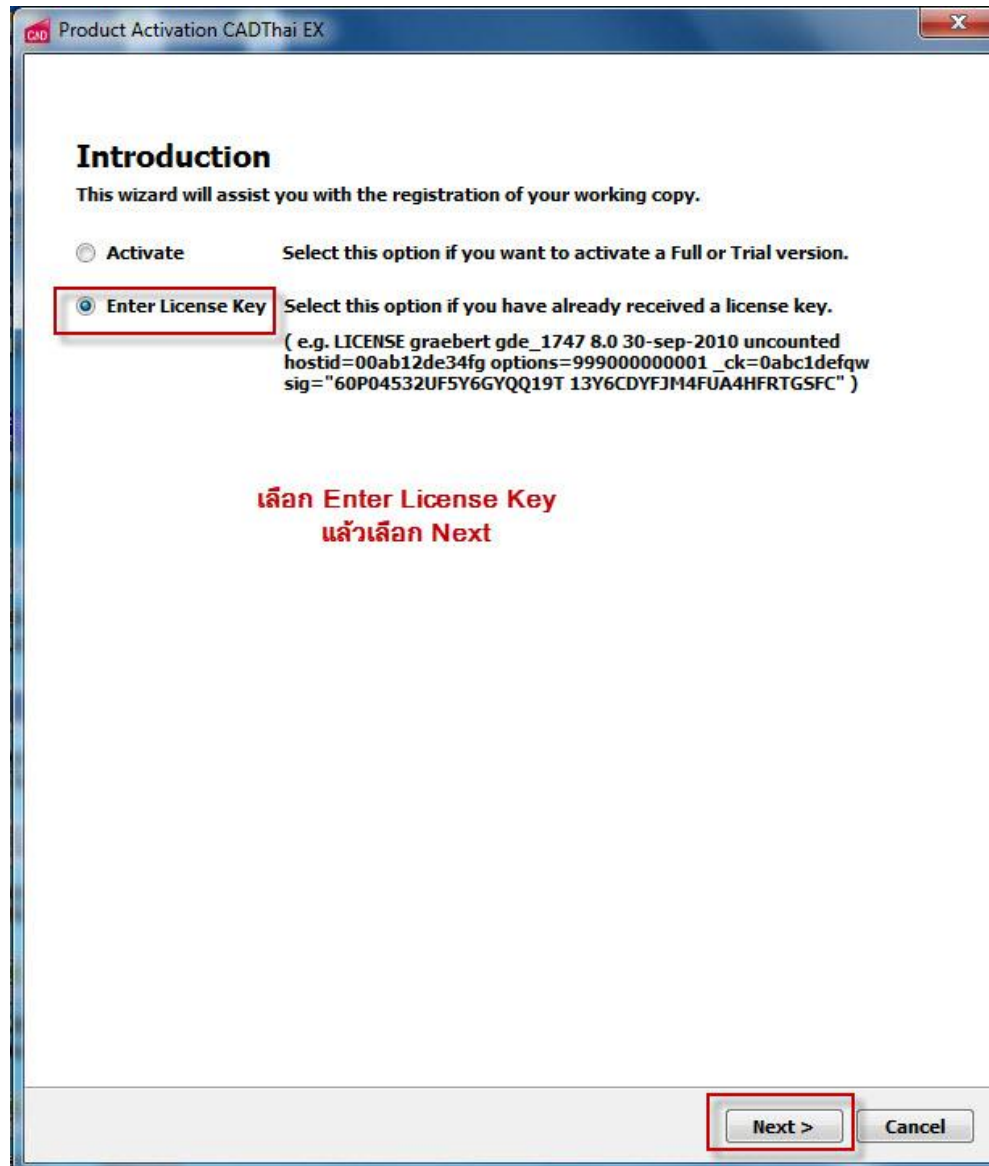 CAD Product Activation CADThai EX
X
Introduction
This wizard will assist you with the registration of your working copy.
Activate Select this option if you want to activate a Full or Trial version.
Enter License Key Select this option if you have already received a license key.
( e.g. LICENSE graebert gde_1747 8.0 30-sep-2010 uncounted
hostid=00ab12de34fg options=999000000001 _ck=0abc1defqw
sig="60P04532UF5Y6GYQQ19T 13Y6CDYFJM4FUA4HFRTGSFC" )
เลือก Enter License Key
แล้วเลือก Next
Next > Cancel